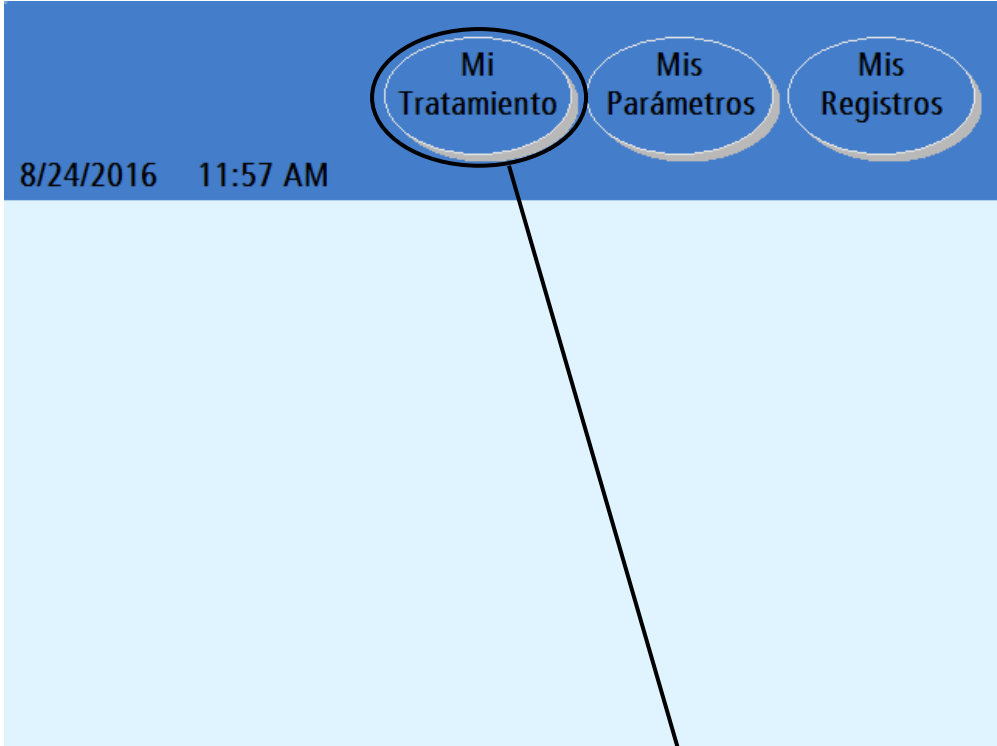 Mi
Tratamiento
Mis
Parámetros
Mis
Registros
8/24/2016 11:57 AM